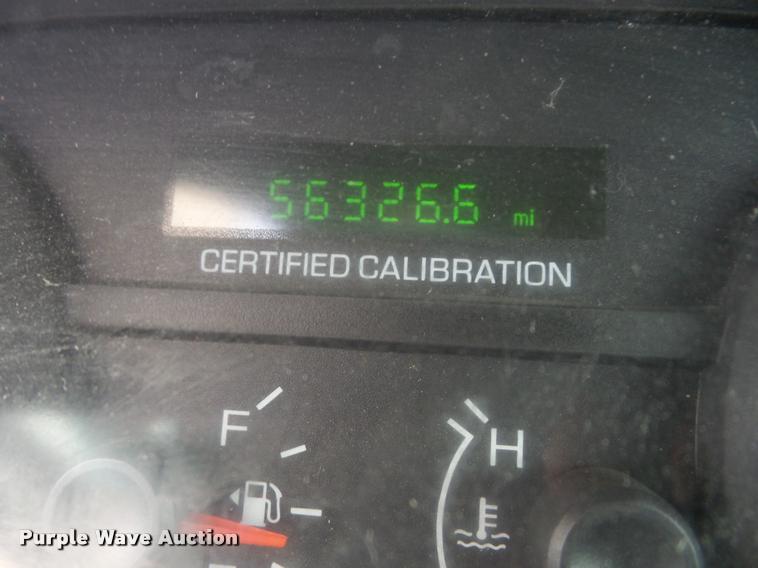 56326.6 mi
CERTIFIED CALIBRATION
F
H
Purple Wave Auction